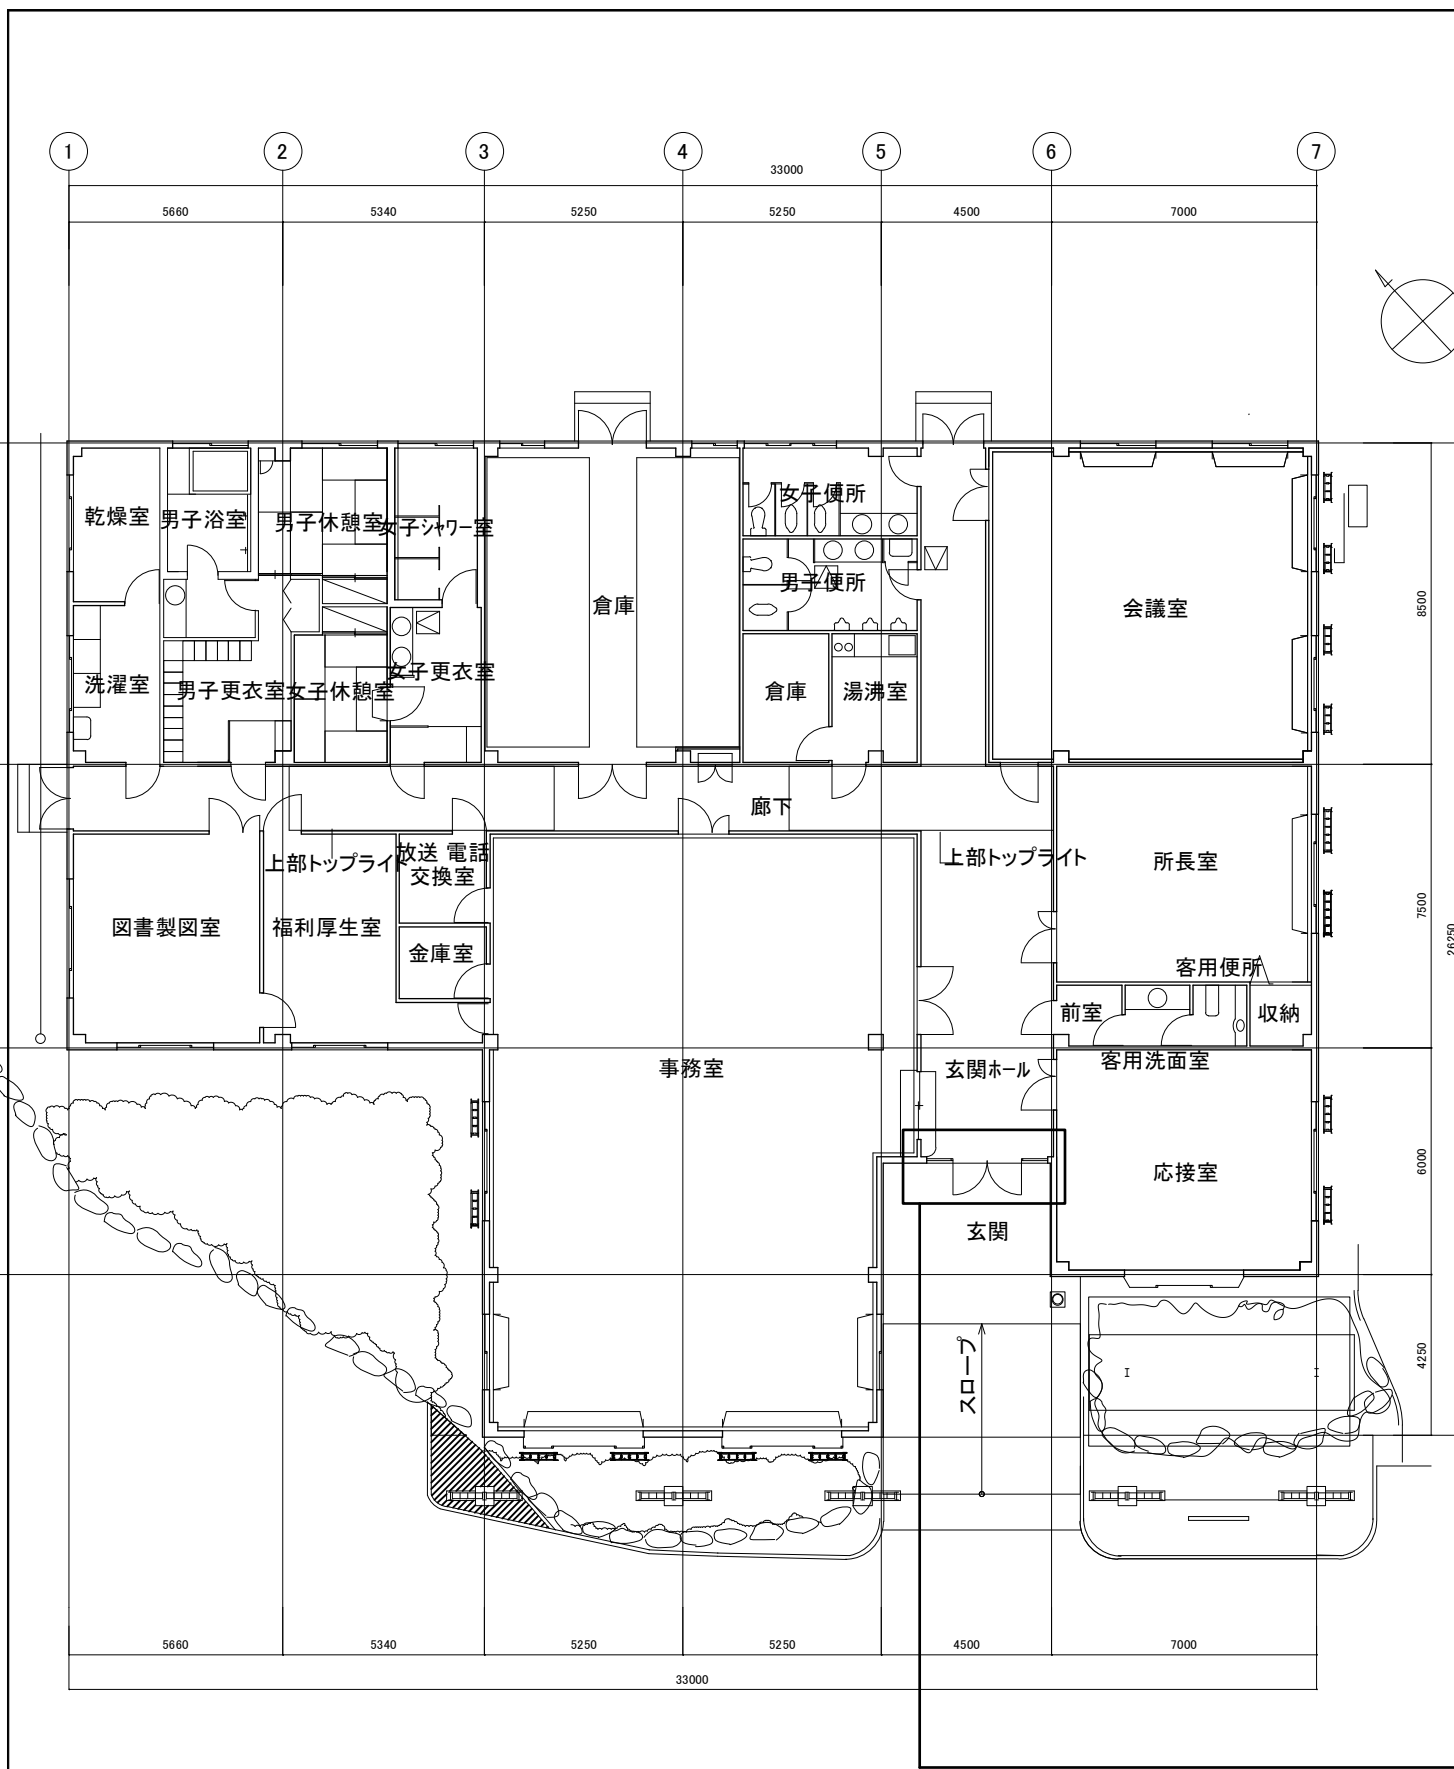 1 2 3 4 5 6 7
33000
5660 5340 5250 5250 4500 7000
女子便所
乾燥室 男子浴室 男子休憩室 女子シャワー室
男子便所
倉庫
会議室
8500
女子更衣室
洗濯室 男子更衣室 女子休憩室
倉庫 湯沸室
廊下
放送 電話
交換室
上部トップライト
上部トップライト
所長室
7500
図書製図室 福利厚生室
金庫室
26250
客用便所
前室
収納
事務室
玄関ホール
客用洗面室
応接室
6000
玄関
スロープ
4250
5660 5340 5250 5250 4500 7000
33000